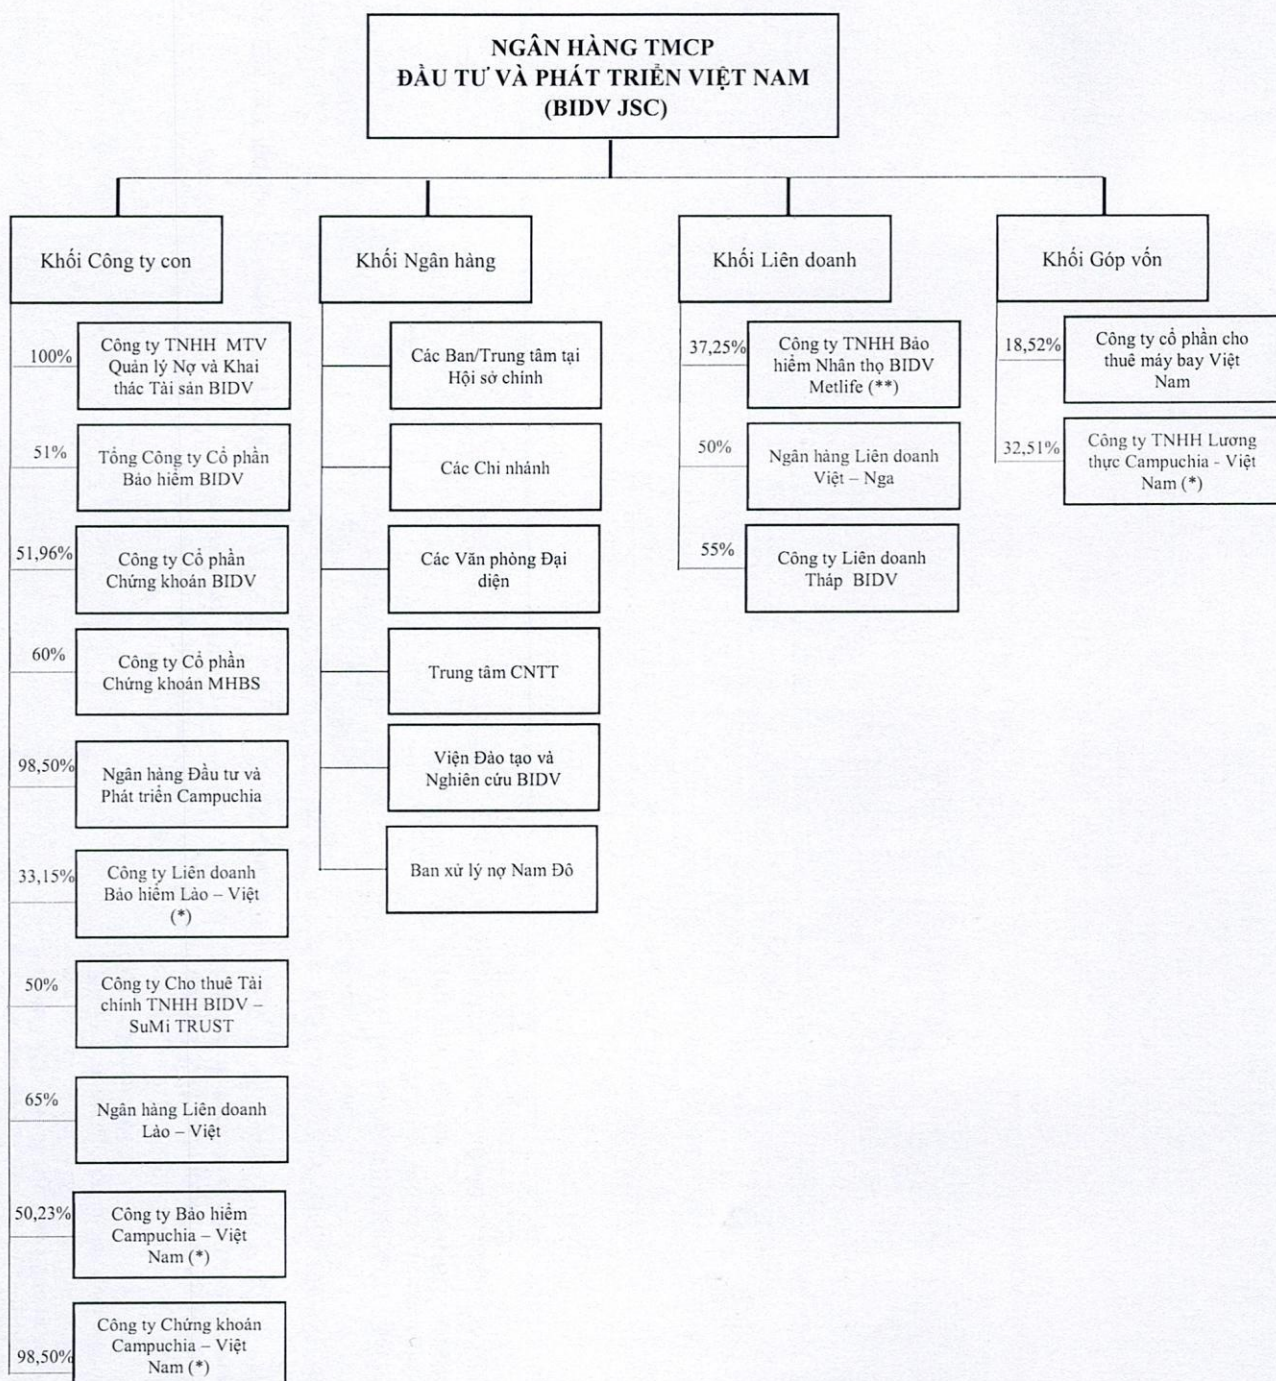 NGÂN HÀNG TMCP
ĐẦU TƯ VÀ PHÁT TRIỂN VIỆT NAM
(BIDV JSC)
Khối Công ty con
Khối Ngân hàng
Khối Liên doanh
Khối Góp vốn
100%
Công ty TNHH MTV
Quản lý Nợ và Khai
thác Tài sản BIDV
51%
Tổng Công ty Cổ phần
Bảo hiểm BIDV
51,96%
Công ty Cổ phần
Chứng khoán BIDV
60%
Công ty Cổ phần
Chứng khoán MHBS
98,50%
Ngân hàng Đầu tư và
Phát triển Campuchia
33,15%
Công ty Liên doanh
Bảo hiểm Lào – Việt
(*)
50%
Công ty Cho thuê Tài
chính TNHH BIDV –
SuMi TRUST
65%
Ngân hàng Liên doanh
Lào – Việt
50,23%
Công ty Bảo hiểm
Campuchia – Việt
Nam (*)
98,50%
Công ty Chứng khoán
Campuchia – Việt
Nam (*)
Các Ban/Trung tâm tại
Hội sở chính
Các Chi nhánh
Các Văn phòng Đại
diện
Trung tâm CNTT
Viện Đào tạo và
Nghiên cứu BIDV
Ban xử lý nợ Nam Đô
37,25%
Công ty TNHH Bảo
hiểm Nhân thọ BIDV
Metlife (**)
50%
Ngân hàng Liên doanh
Việt – Nga
55%
Công ty Liên doanh
Tháp BIDV
18,52%
Công ty cổ phần cho
thuê máy bay Việt
Nam
32,51%
Công ty TNHH Lương
thực Campuchia - Việt
Nam (*)